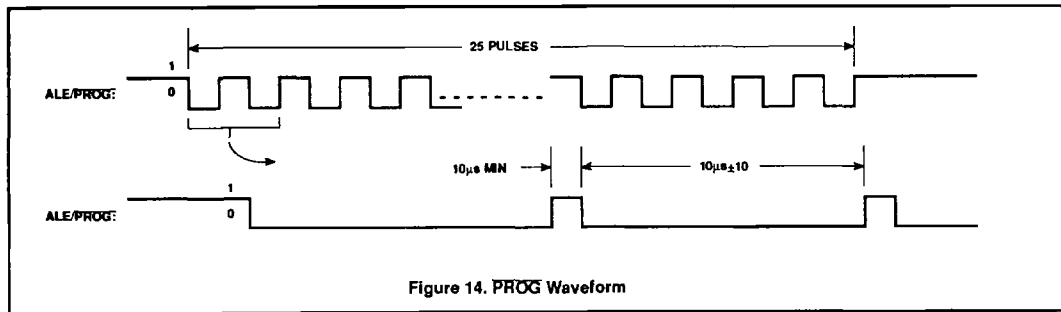 25 PULSES
1
0
ALE/PROG:
10µs MIN
10µs±10
1
0
ALE/PROG:
Figure 14. PROG Waveform